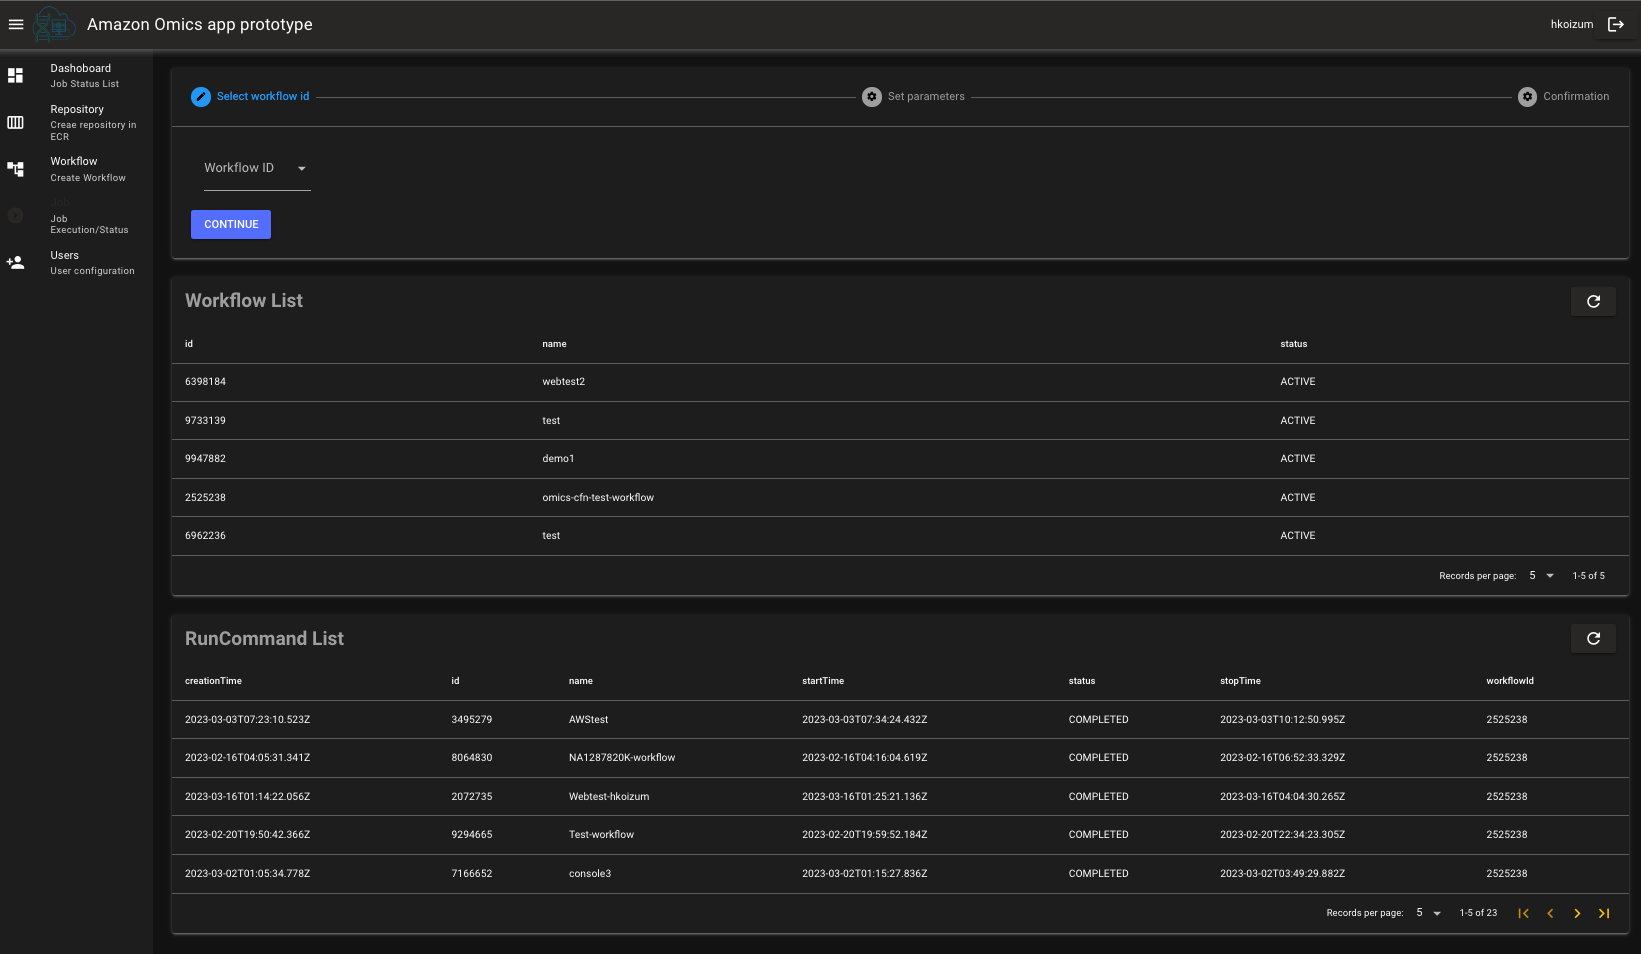 Amazon Omics app prototype
hkoizum
Dashoboard
Job Status List
Repository
Creae repository in
ECR
Workflow
Create Workflow
Job
Job
Execution/Status
Users
User configuration
Select workflow id
Set parameters
Confirmation
Workflow ID
CONTINUE
Workflow List
id name status
6398184 webtest2 ACTIVE
9733139 test ACTIVE
9947882 demo1 ACTIVE
2525238 omics-cfn-test-workflow ACTIVE
6962236 test ACTIVE
Records per page: 5 1-5 of 5
RunCommand List
creationTime id name startTime status stopTime workflowId
2023-03-03T07:23:10.523Z 3495279 AWStest 2023-03-03T07:34:24.432Z COMPLETED 2023-03-03T10:12:50.995Z 2525238
2023-02-16T04:05:31.341Z 8064830 NA1287820K-workflow 2023-02-16T04:16:04.619Z COMPLETED 2023-02-16T06:52:33.329Z 2525238
2023-03-16T01:14:22.056Z 2072735 Webtest-hkoizum 2023-03-16T01:25:21.136Z COMPLETED 2023-03-16T04:04:30.265Z 2525238
2023-02-20T19:50:42.366Z 9294665 Test-workflow 2023-02-20T19:59:52.184Z COMPLETED 2023-02-20T22:34:23.305Z 2525238
2023-03-02T01:05:34.778Z 7166652 console3 2023-03-02T01:15:27.836Z COMPLETED 2023-03-02T03:49:29.882Z 2525238
Records per page: 5 1-5 of 23